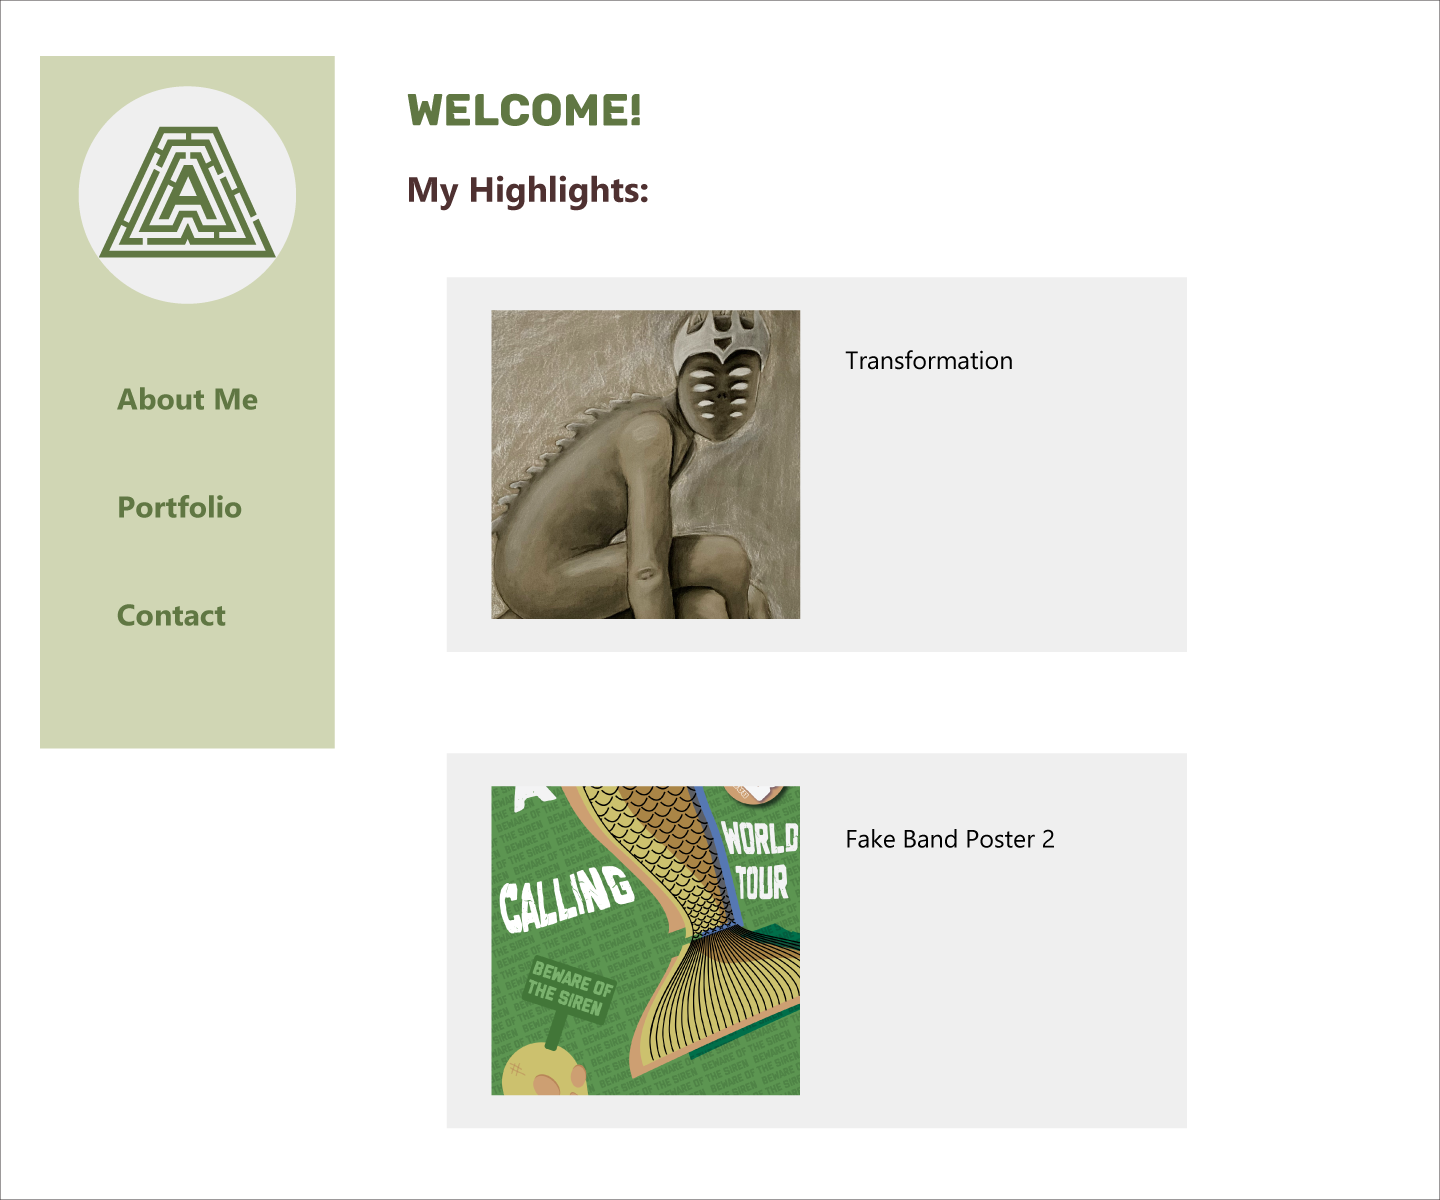 A
WELCOME!
My Highlights:
About Me
Portfolio
Contact
Transformation
A
CALLING
WORLD
TOUR
BEWARE OF
THE SIREN
Fake Band Poster 2